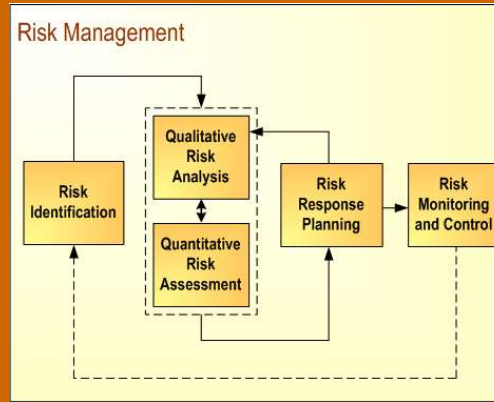 Risk Management
Qualitative
Risk
Analysis
Risk
Identification
Quantitative
Risk
Assessment
Risk
Response
Planning
Risk
Monitoring
and Control